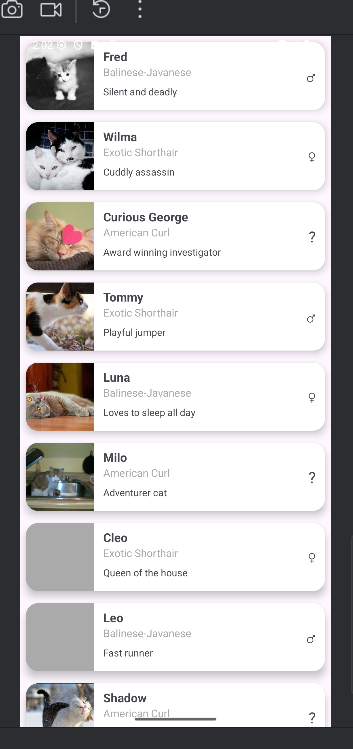 2:02
Fred
Balinese-Javanese
Silent and deadly
♂
Wilma
Exotic Shorthair
Cuddly assassin
♀
Curious George
American Curl
Award winning investigator
?
Tommy
Exotic Shorthair
Playful jumper
♂
Luna
Balinese-Javanese
Loves to sleep all day
♀
Milo
American Curl
Adventurer cat
?
Cleo
Exotic Shorthair
Queen of the house
♀
Leo
Balinese-Javanese
Fast runner
♂
Shadow
American Curl
?